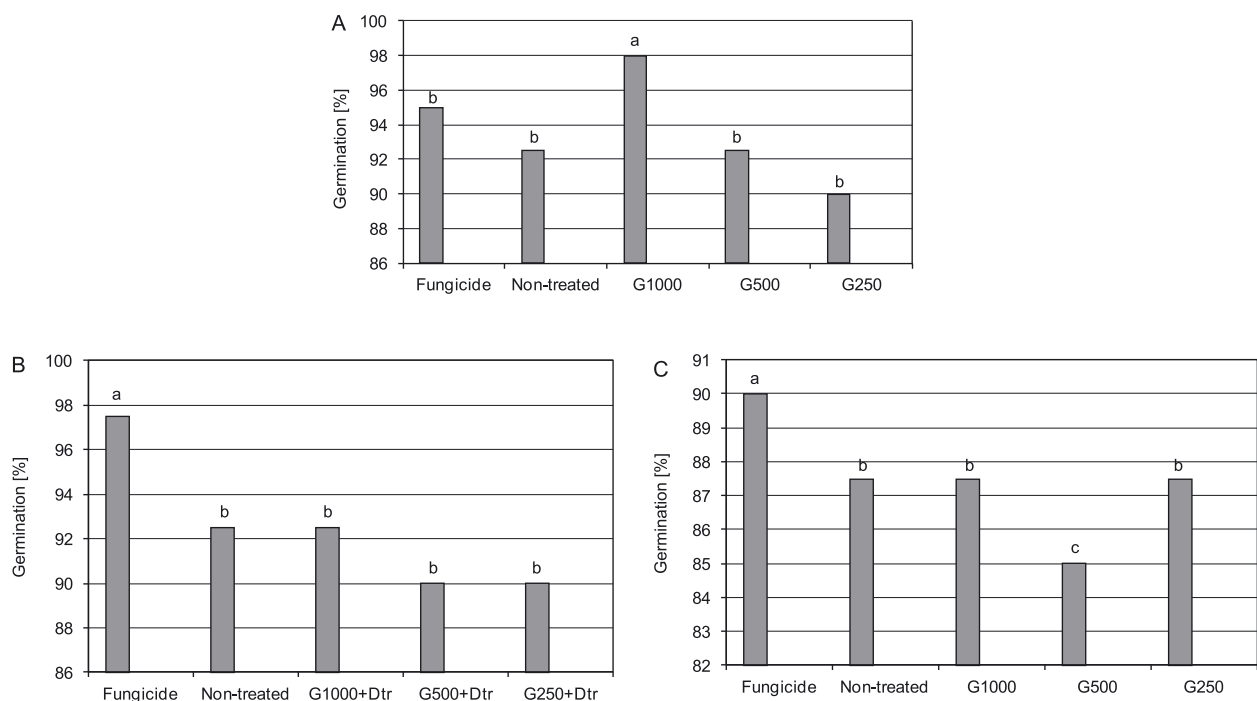 A
Germination [%]
100
98
96
94
92
90
88
86
b
b
a
b
b
Fungicide Non-treated G1000 G500 G250
B
Germination [%]
100
98
96
94
92
90
88
86
a
b
b
b
b
Fungicide Non-treated G1000+Dtr G500+Dtr G250+Dtr
C
Germination [%]
91
90
89
88
87
86
85
84
83
82
a
b
b
c
b
Fungicide Non-treated G1000 G500 G250